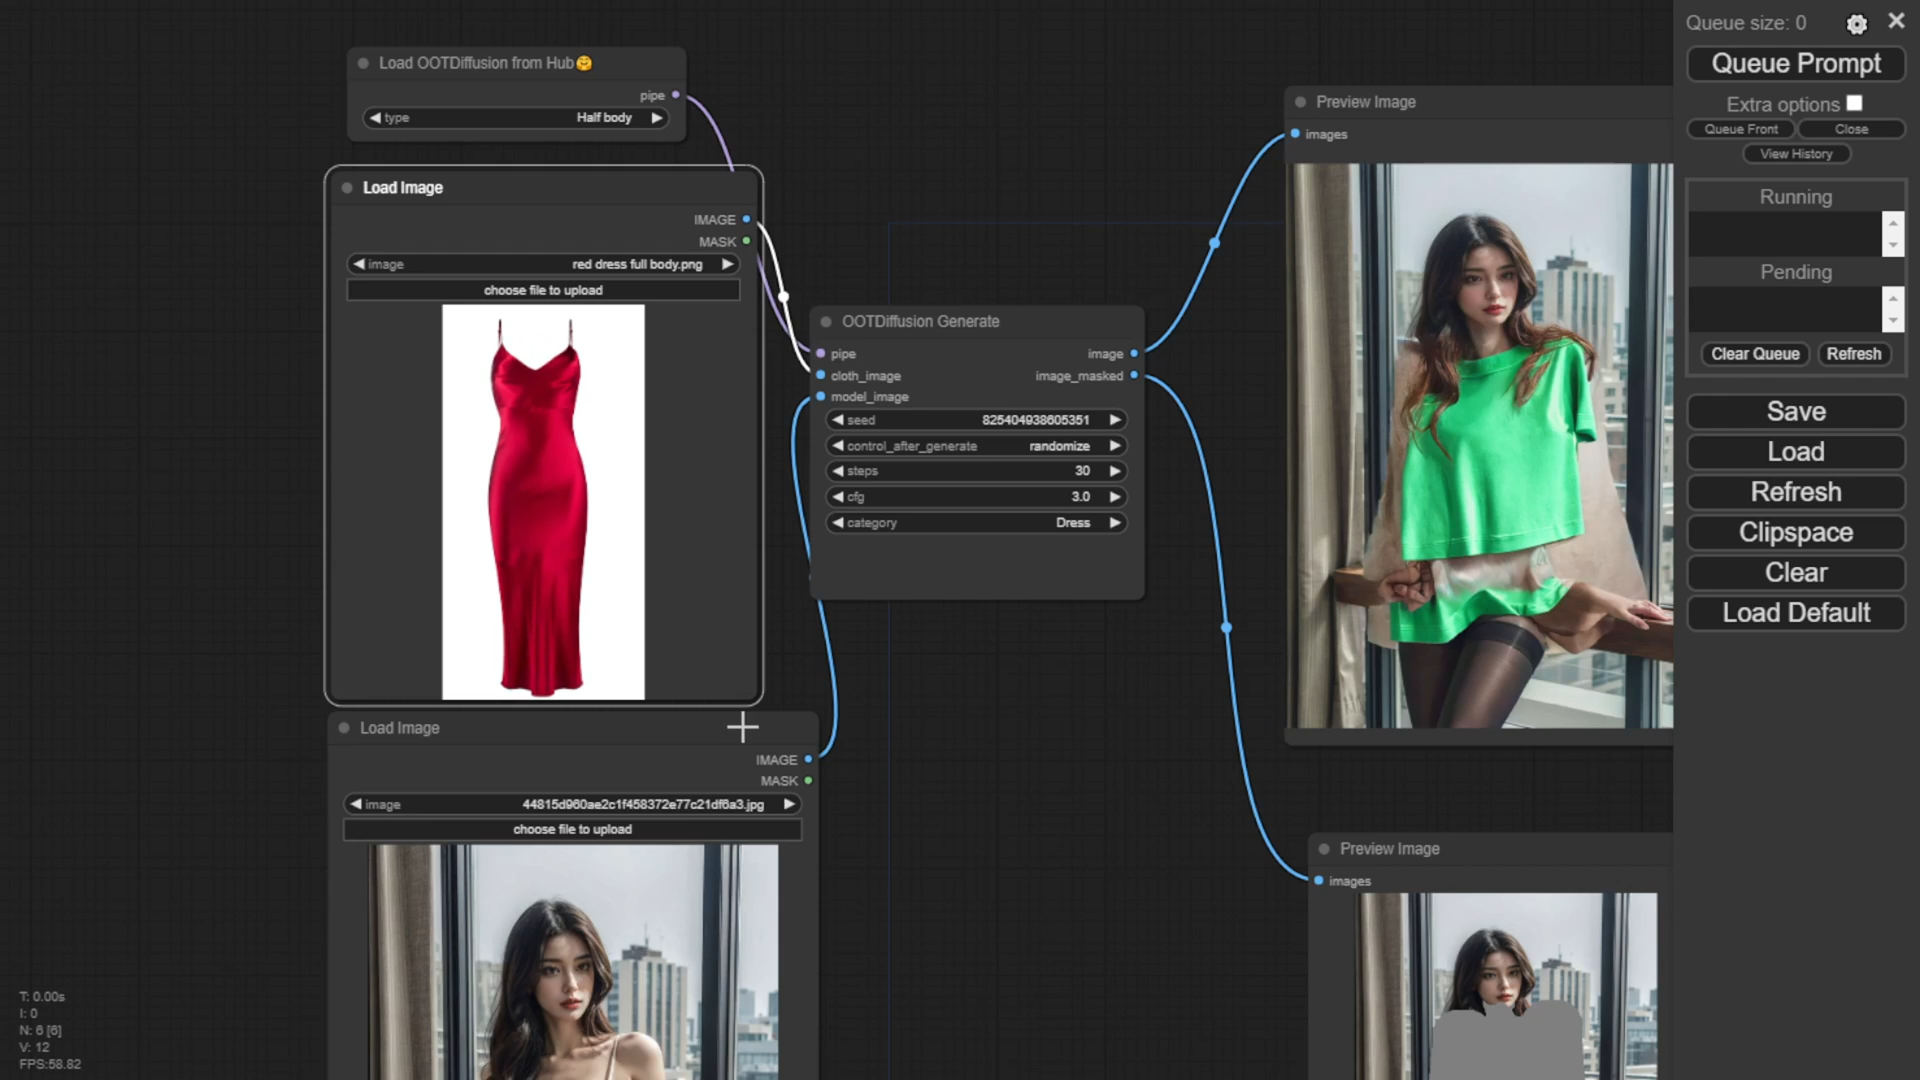 Load OOTDiffusion from Hub🤗
pipe
type Half body
Load Image
IMAGE
MASK
image red dress full body.png
choose file to upload
Load Image
IMAGE
MASK
image 44815d960ae2c1f458372e77c21df6a3.jpg
choose file to upload
OOTDiffusion Generate
pipe image
cloth_image image_masked
model_image
seed 825404938605351
control_after_generate randomize
steps 30
cfg 3.0
category Dress
Preview Image
images
Preview Image
images
Queue size: 0
Queue Prompt
Extra options
Queue Front Close
View History
Running
Pending
Clear Queue Refresh
Save
Load
Refresh
Clipspace
Clear
Load Default
T: 0.00s
I: 0
N: 6 [6]
V: 12
FPS:58.82